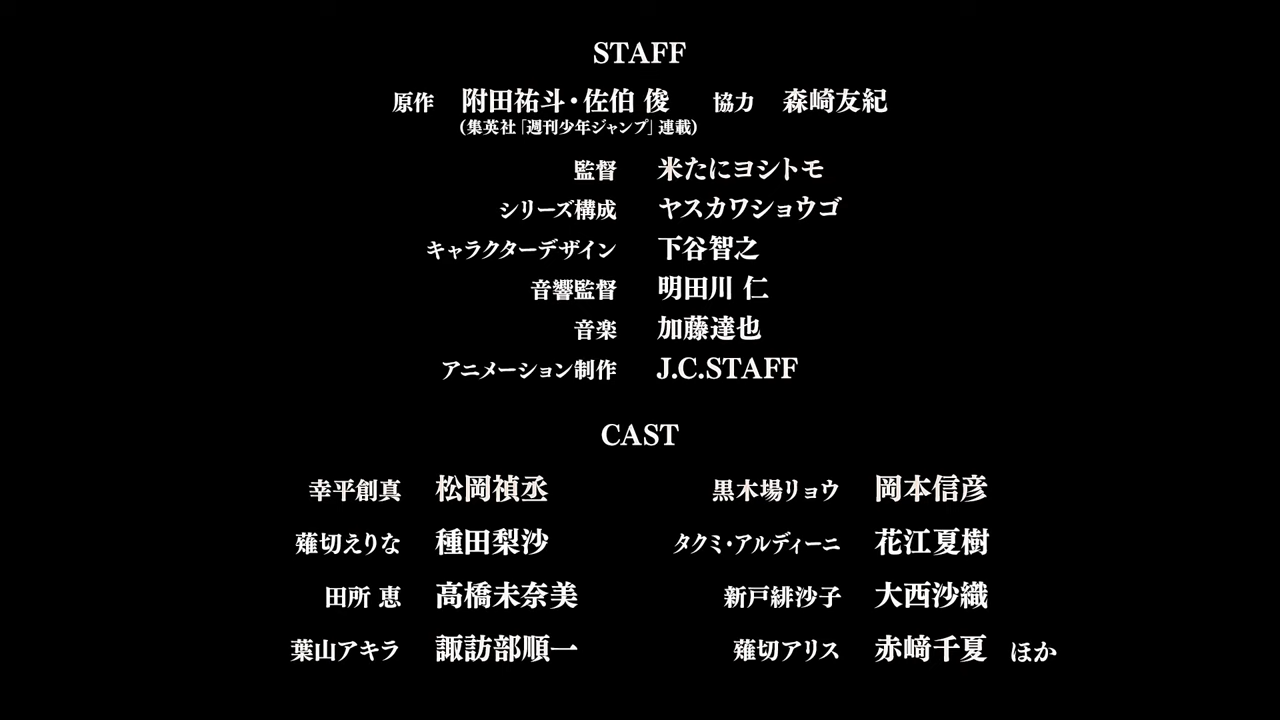 STAFF
原作 附田祐斗・佐伯 俊 協力 森崎友紀
(集英社「週刊少年ジャンプ」連載)
監督 米たにヨシトモ
シリーズ構成 ヤスカワショウゴ
キャラクターデザイン 下谷智之
音響監督 明田川 仁
音楽 加藤達也
アニメーション制作 J.C.STAFF
CAST
幸平創真 松岡禎丞 黒木場リョウ 岡本信彦
薙切えりな 種田梨沙 タクミ・アルディーニ 花江夏樹
田所 恵 高橋未奈美 新戸緋沙子 大西沙織
葉山アキラ 諏訪部順一 薙切アリス 赤﨑千夏 ほか